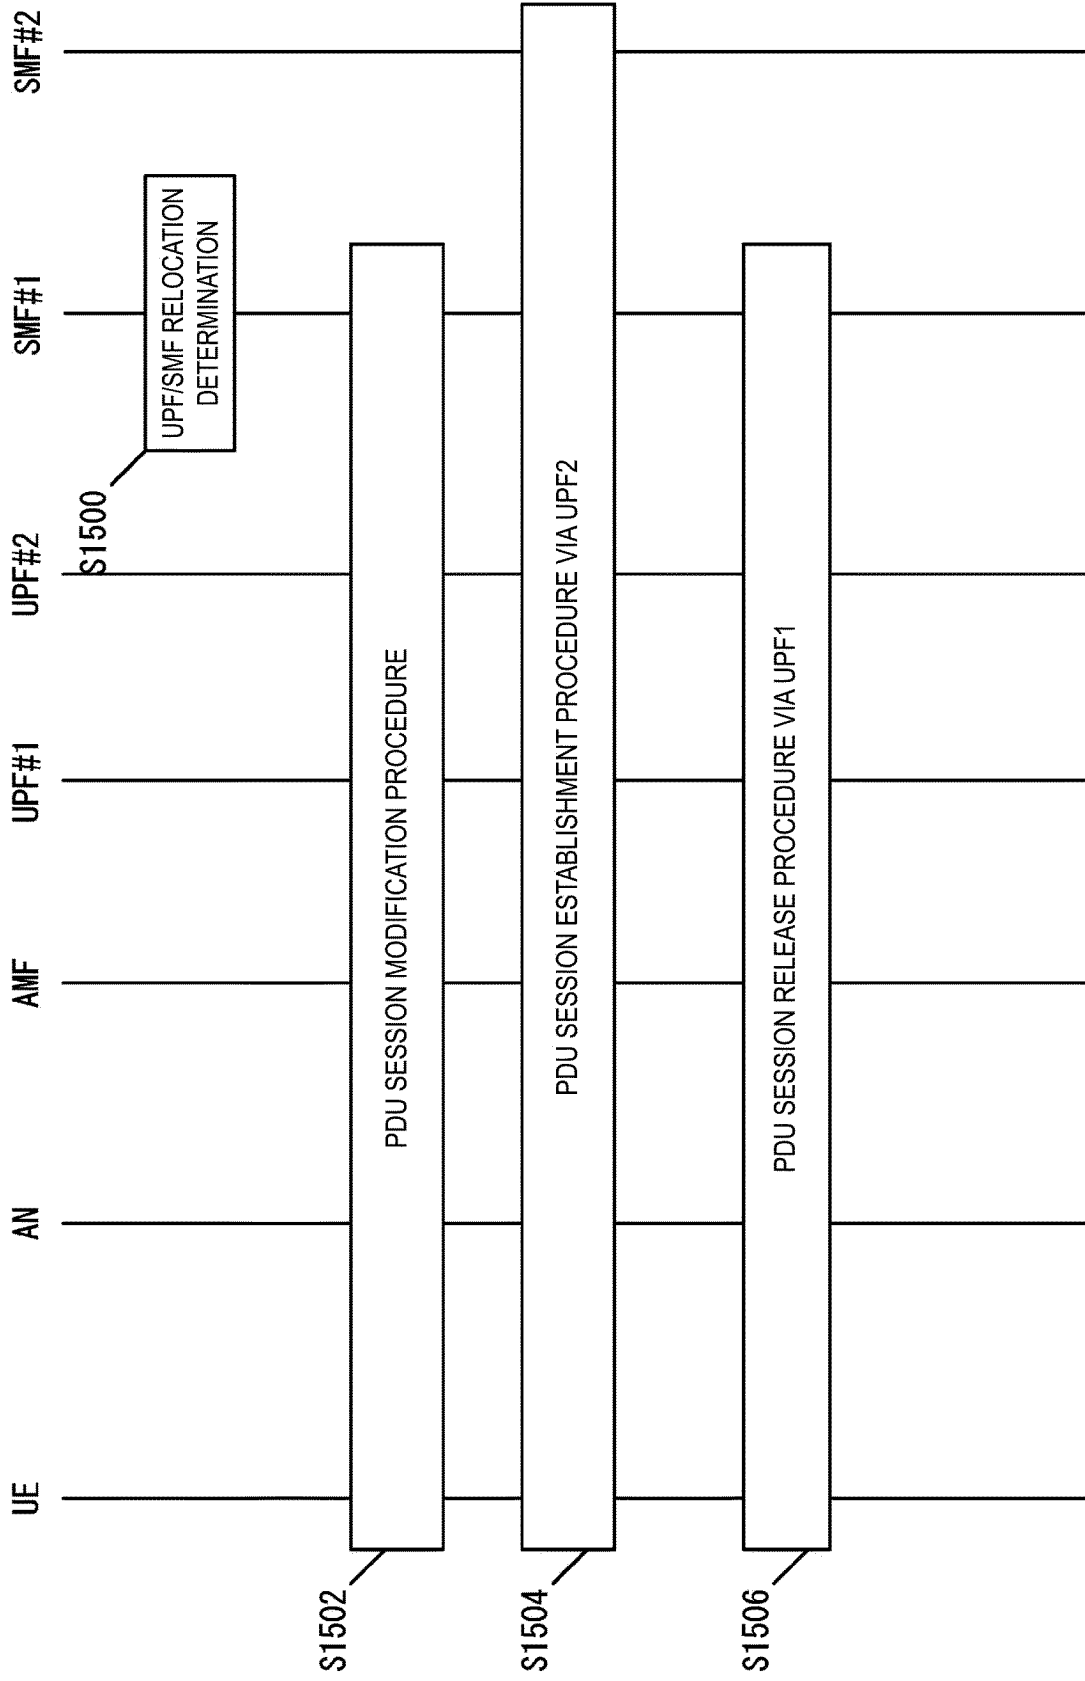 UE
AN
AMF
UPF#1
UPF#2
SMF#1
SMF#2
S1500
UPF/SMF RELOCATION
DETERMINATION
S1502
PDU SESSION MODIFICATION PROCEDURE
S1504
PDU SESSION ESTABLISHMENT PROCEDURE VIA UPF2
S1506
PDU SESSION RELEASE PROCEDURE VIA UPF1